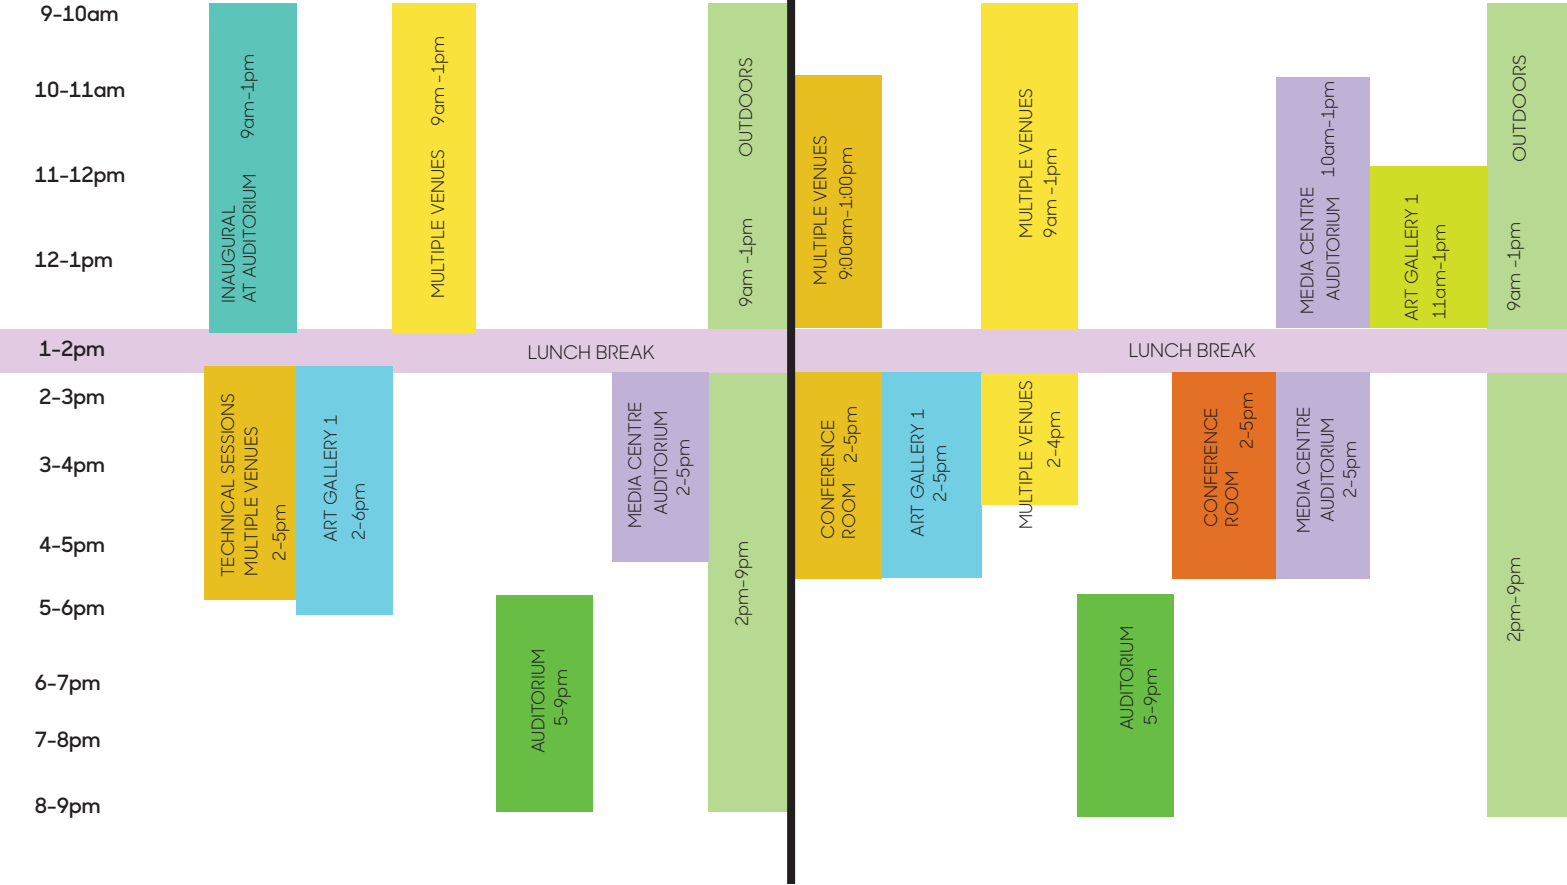 9-10am
10-11am
11-12pm
12-1pm
1-2pm
2-3pm
3-4pm
4-5pm
5-6pm
6-7pm
7-8pm
8-9pm
INAUGURAL
AT AUDITORIUM 9am-1pm
MULTIPLE VENUES 9am -1pm
9am -1pm OUTDOORS
LUNCH BREAK
TECHNICAL SESSIONS
MULTIPLE VENUES
2-5pm
ART GALLERY 1
2-6pm
AUDITORIUM
5-9pm
MEDIA CENTRE
AUDITORIUM
2-5pm
2pm-9pm
MULTIPLE VENUES
9:00am-1:00pm
MULTIPLE VENUES
9am -1pm
MEDIA CENTRE
AUDITORIUM 10am-1pm
ART GALLERY 1
11am-1pm
9am -1pm OUTDOORS
LUNCH BREAK
CONFERENCE
ROOM 2-5pm
ART GALLERY 1
2-5pm
MULTIPLE VENUES
2-4pm
AUDITORIUM
5-9pm
CONFERENCE
ROOM 2-5pm
MEDIA CENTRE
AUDITORIUM
2-5pm
2pm-9pm